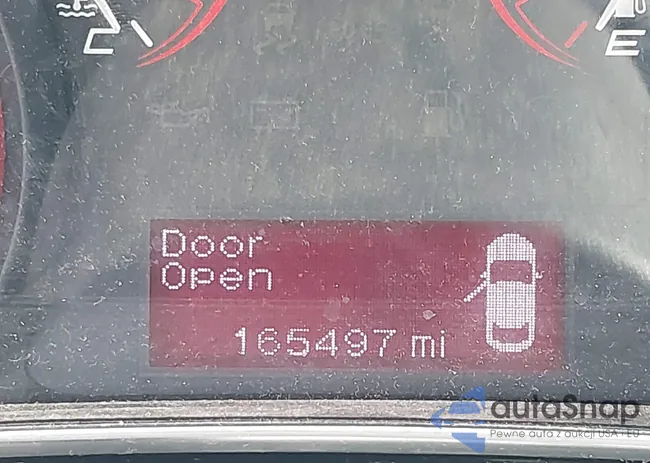 C
E
Door
Open
165497 mi
autoSnap
Pewne auta z aukcji USA i EU